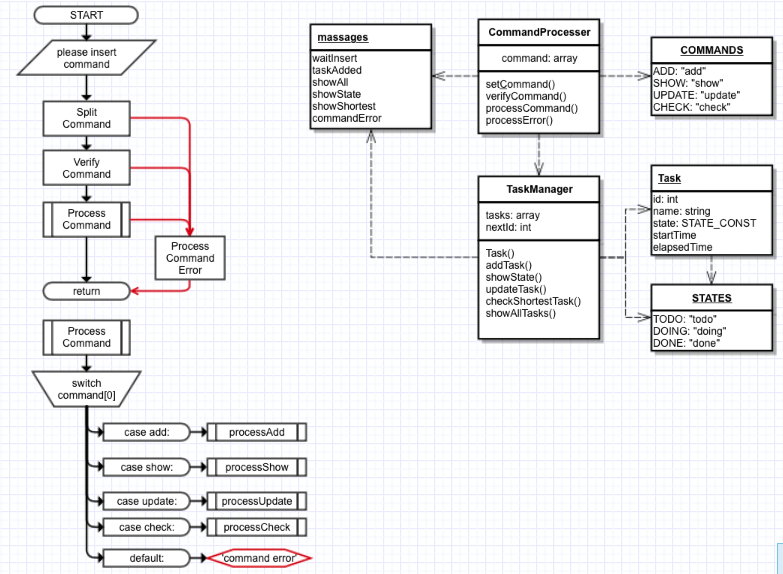 START
please insert
command
Split
Command
Verify
Command
Process
Command
Process
Command
Error
return
Process
Command
switch
command[0]
case add:
processAdd
case show:
processShow
case update:
processUpdate
case check:
processCheck
default:
'command error'
massages
waitInsert
taskAdded
showAll
showState
showShortest
commandError
CommandProcesser
command: array
setCommand()
verifyCommand()
processCommand()
processError()
COMMANDS
ADD: "add"
SHOW: "show"
UPDATE: "update"
CHECK: "check"
TaskManager
tasks: array
nextId: int
Task()
addTask()
showState()
updateTask()
checkShortestTask()
showAllTasks()
Task
id: int
name: string
state: STATE_CONST
startTime
elapsedTime
STATES
TODO: "todo"
DOING: "doing"
DONE: "done"